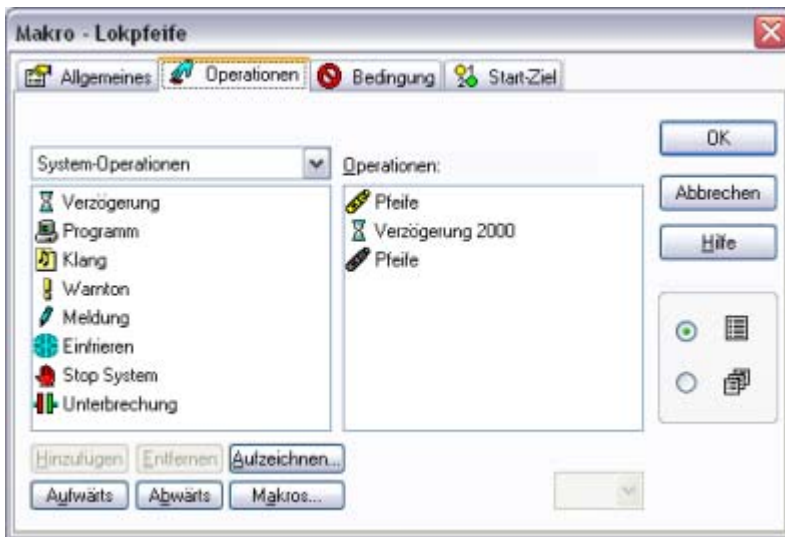 Makro - Lokpfeife
Allgemeines Operationen Bedingung Start-Ziel
System-Operationen
Operationen:
Verzögerung
Programm
Klang
Warnton
Meldung
Einfrieren
Stop System
Unterbrechung
Pfeife
Verzögerung 2000
Pfeife
OK
Abbrechen
Hilfe
Hinzufügen Entfernen Aufzeichnen...
Aufwärts Abwärts Makros...